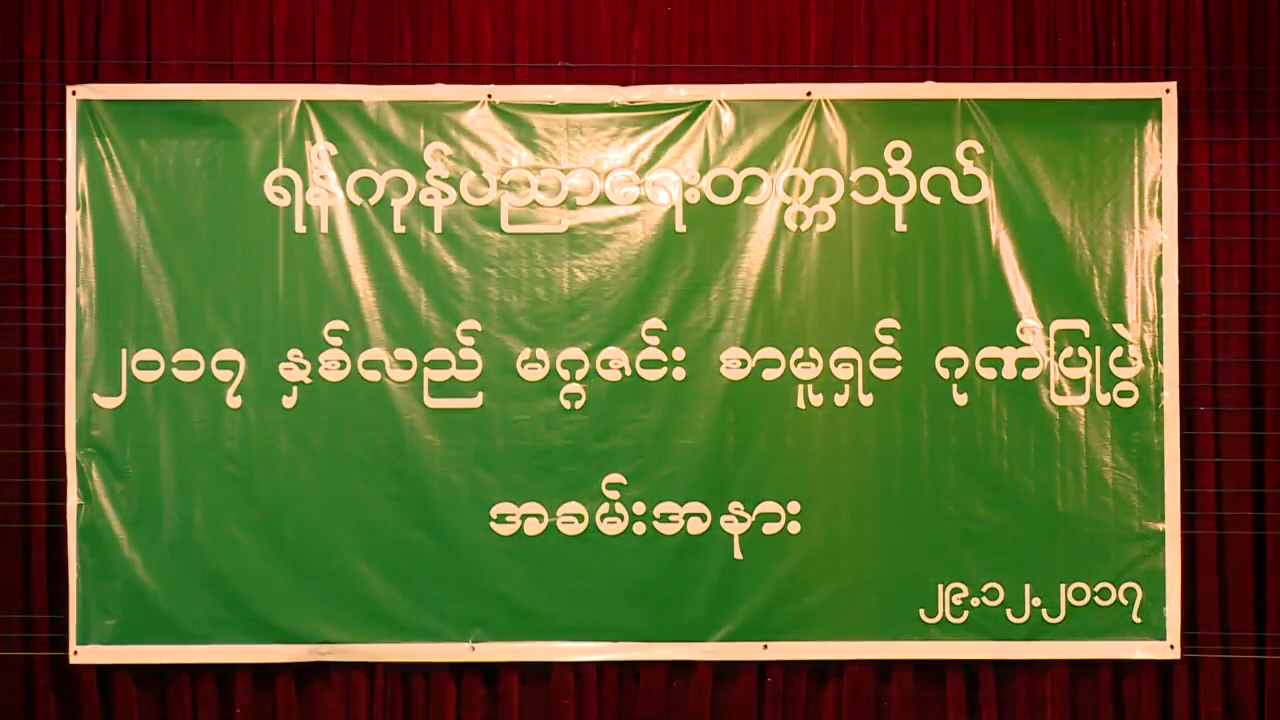 ရန်ကုန်ပညာရေးတက္ကသိုလ်
၂၀၁၇ နှစ်လည် မဂ္ဂဇင်း စာမူရှင် ဂုဏ်ပြုပွဲ
အခမ်းအနား
၂၉.၁၂.၂၀၁၇